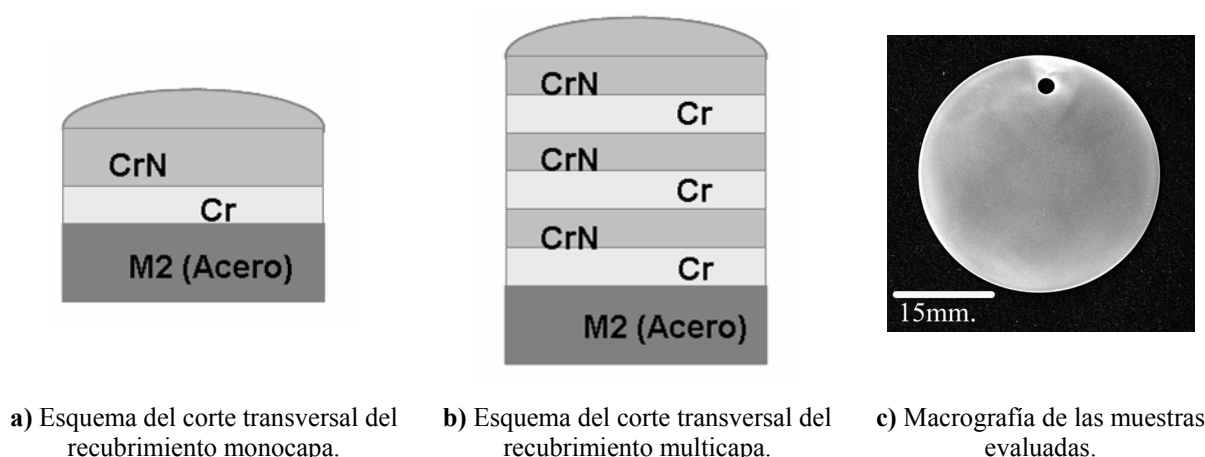 CrN
Cr
M2 (Acero)
CrN
Cr
CrN
Cr
CrN
Cr
M2 (Acero)
15mm.
a) Esquema del corte transversal del
recubrimiento monocapa.
b) Esquema del corte transversal del
recubrimiento multicapa.
c) Macrografía de las muestras
evaluadas.